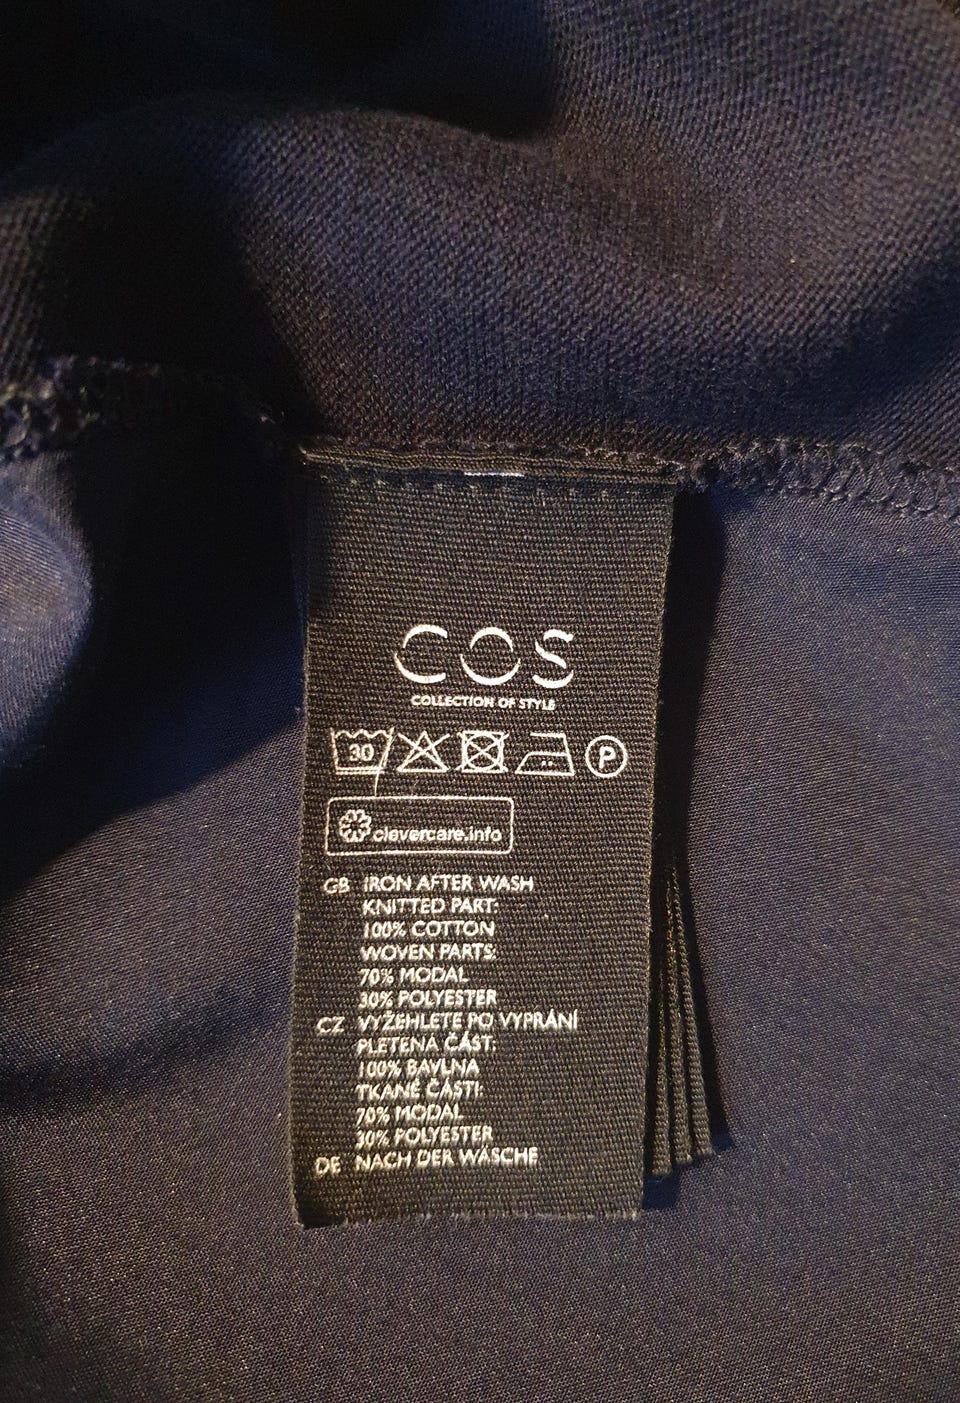 COS
COLLECTION OF STYLE
30 P
clevercare.info
GB IRON AFTER WASH
KNITTED PART:
100% COTTON
WOVEN PARTS:
70% MODAL
30% POLYESTER
CZ VYŽEHLETE PO VYPRÁNÍ
PLETENÁ ČÁST:
100% BAVLNA
TKANÉ ČÁSTI:
70% MODAL
30% POLYESTER
DE NACH DER WÄSCHE